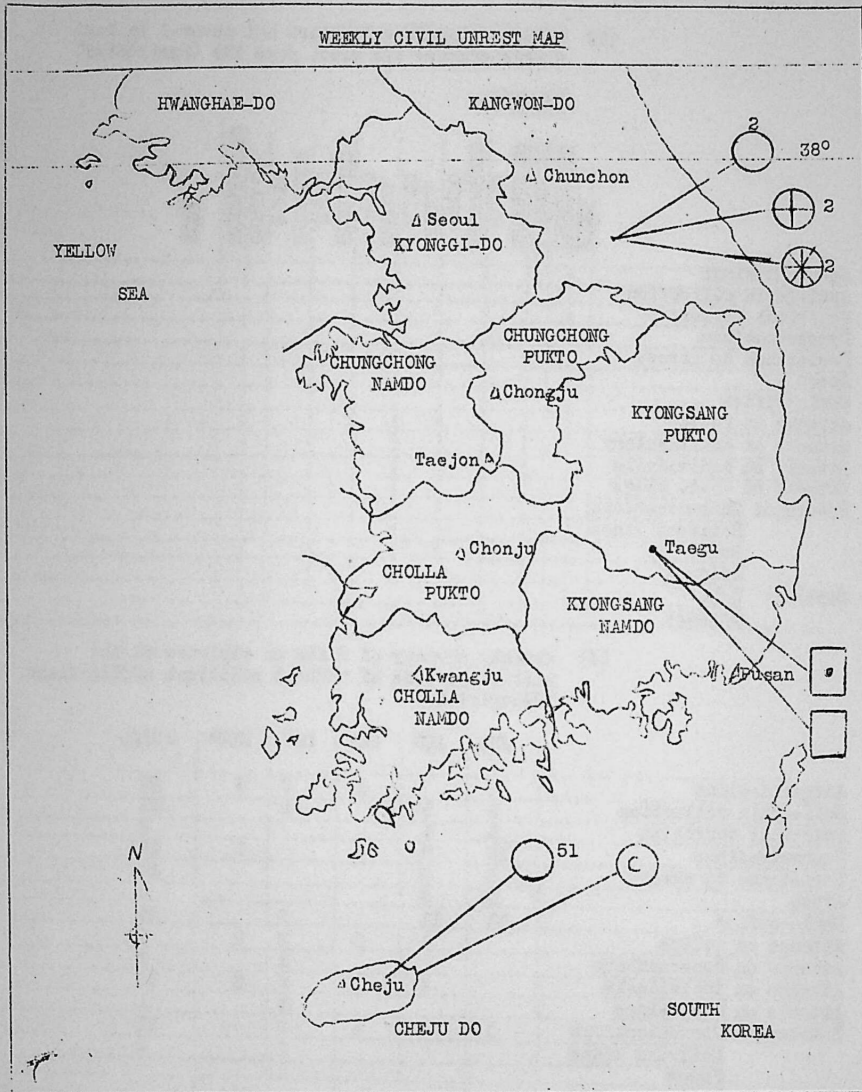 WEEKLY CIVIL UNREST MAP
HWANGHAE-DO
KANGWON-DO
2
38°
Chunchon
2
Seoul
KYONGGI-DO
YELLOW
SEA
2
CHUNGCHONG
PUKTO
CHUNGCHONG
NAMDO
Chongju
KYONGSANG
PUKTO
Taejon
Taegu
Chonju
CHOLLA
PUKTO
KYONGSANG
NAMDO
Kwangju
Pusan
CHOLLA
NAMDO
N
51
C
Cheju
CHEJU DO
SOUTH
KOREA